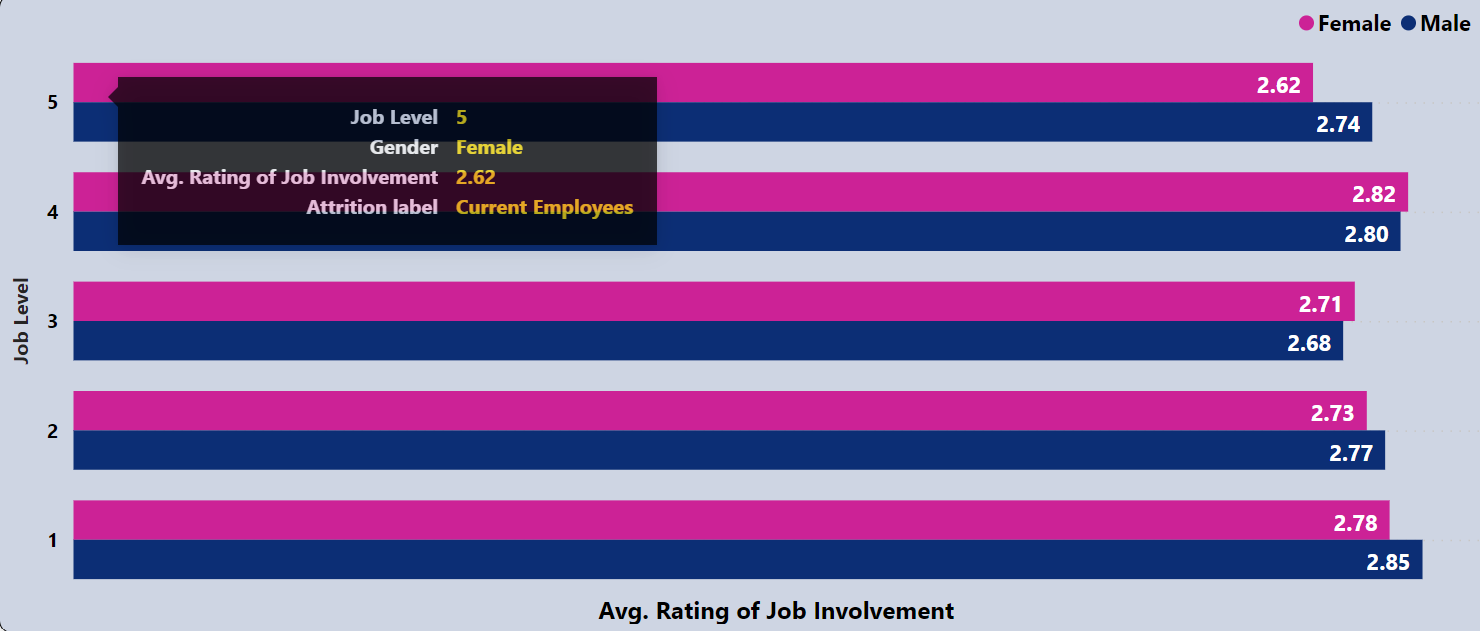 Female Male
2.62
5
2.74
Job Level 5
Gender Female
Avg. Rating of Job Involvement 2.62
Attrition label Current Employees
2.82
4
2.80
2.71
3
2.68
Job Level
2.73
2
2.77
2.78
1
2.85
Avg. Rating of Job Involvement